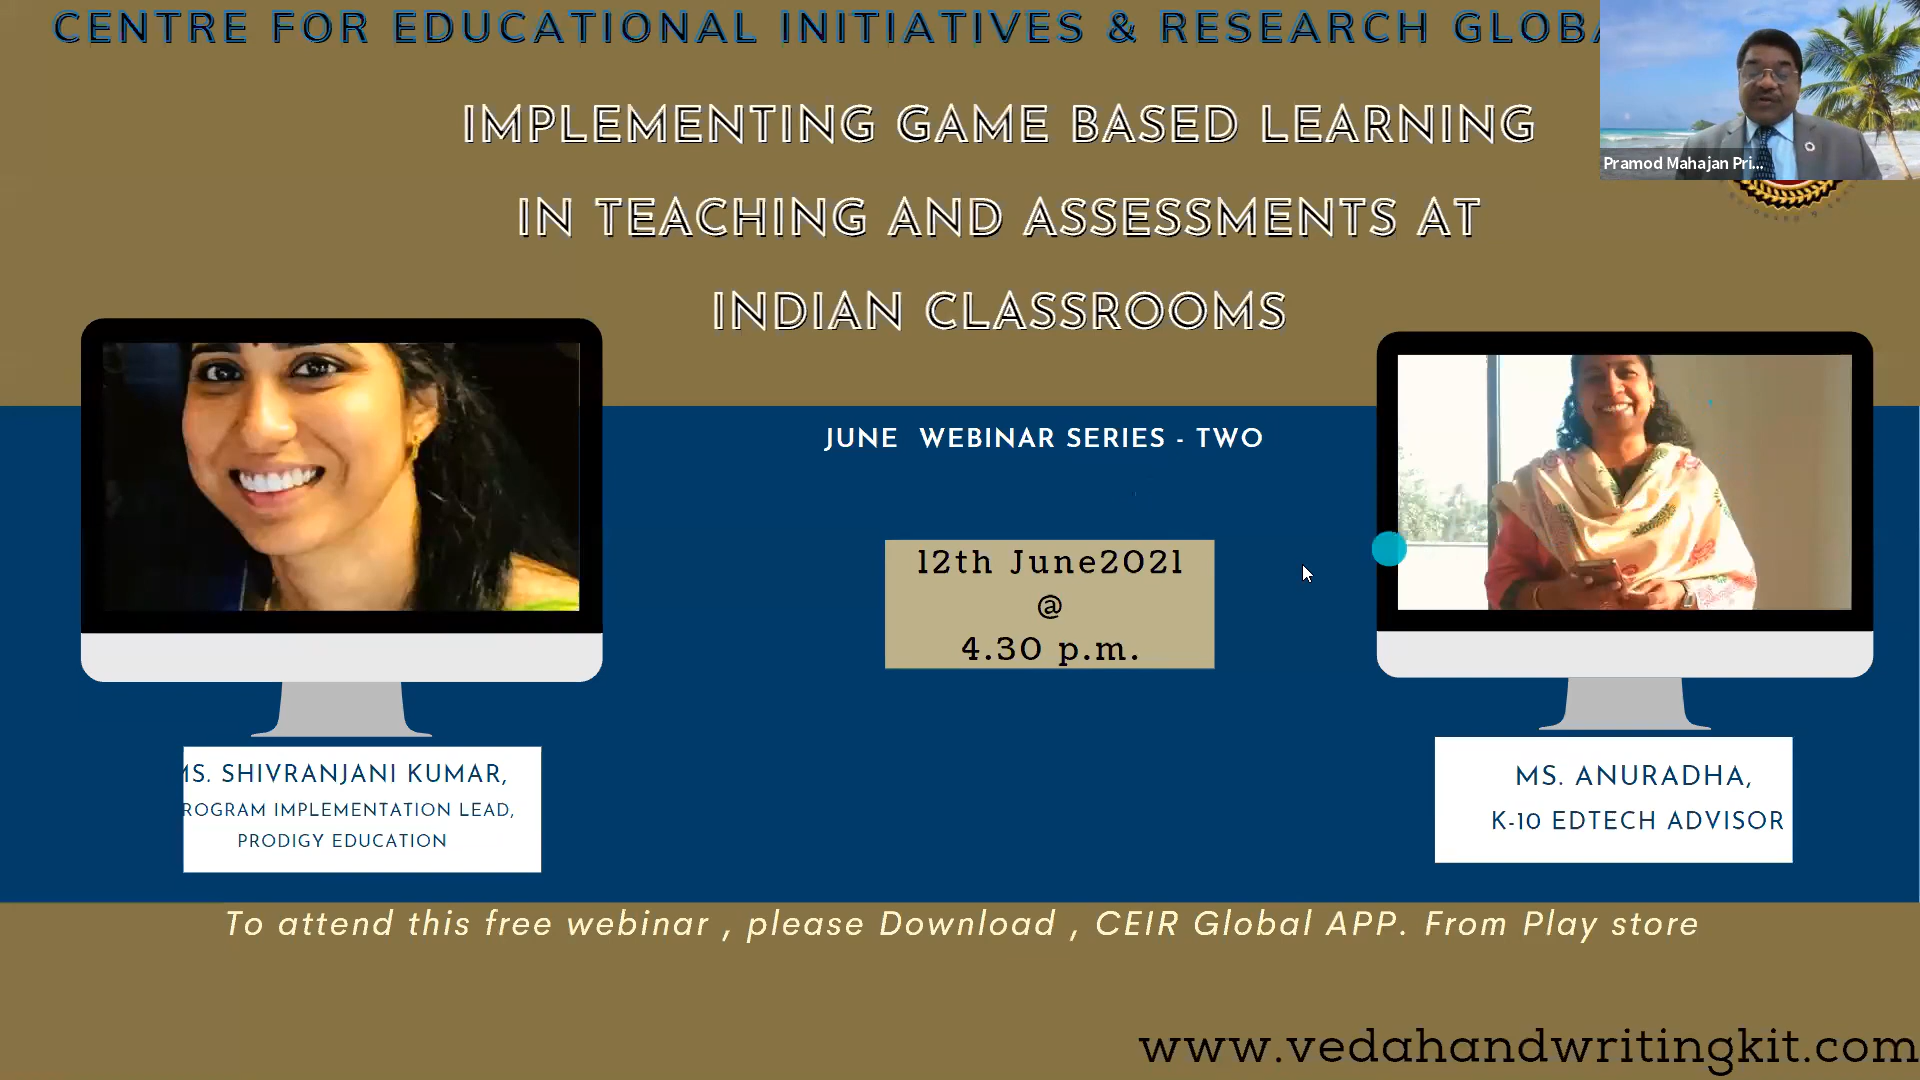 CENTRE FOR EDUCATIONAL INITIATIVES & RESEARCH
IMPLEMENTING GAME BASED LEARNING
IN TEACHING AND ASSESSMENTS AT
INDIAN CLASSROOMS
Pramod Mahajan Pri...
JUNE WEBINAR SERIES - TWO
12th June2021
@
4.30 p.m.
MS. SHIVRANJANI KUMAR,
ROGRAM IMPLEMENTATION LEAD,
PRODIGY EDUCATION
MS. ANURADHA,
K-10 EDTECH ADVISOR
To attend this free webinar , please Download , CEIR Global APP. From Play store
www.vedahandwritingkit.com